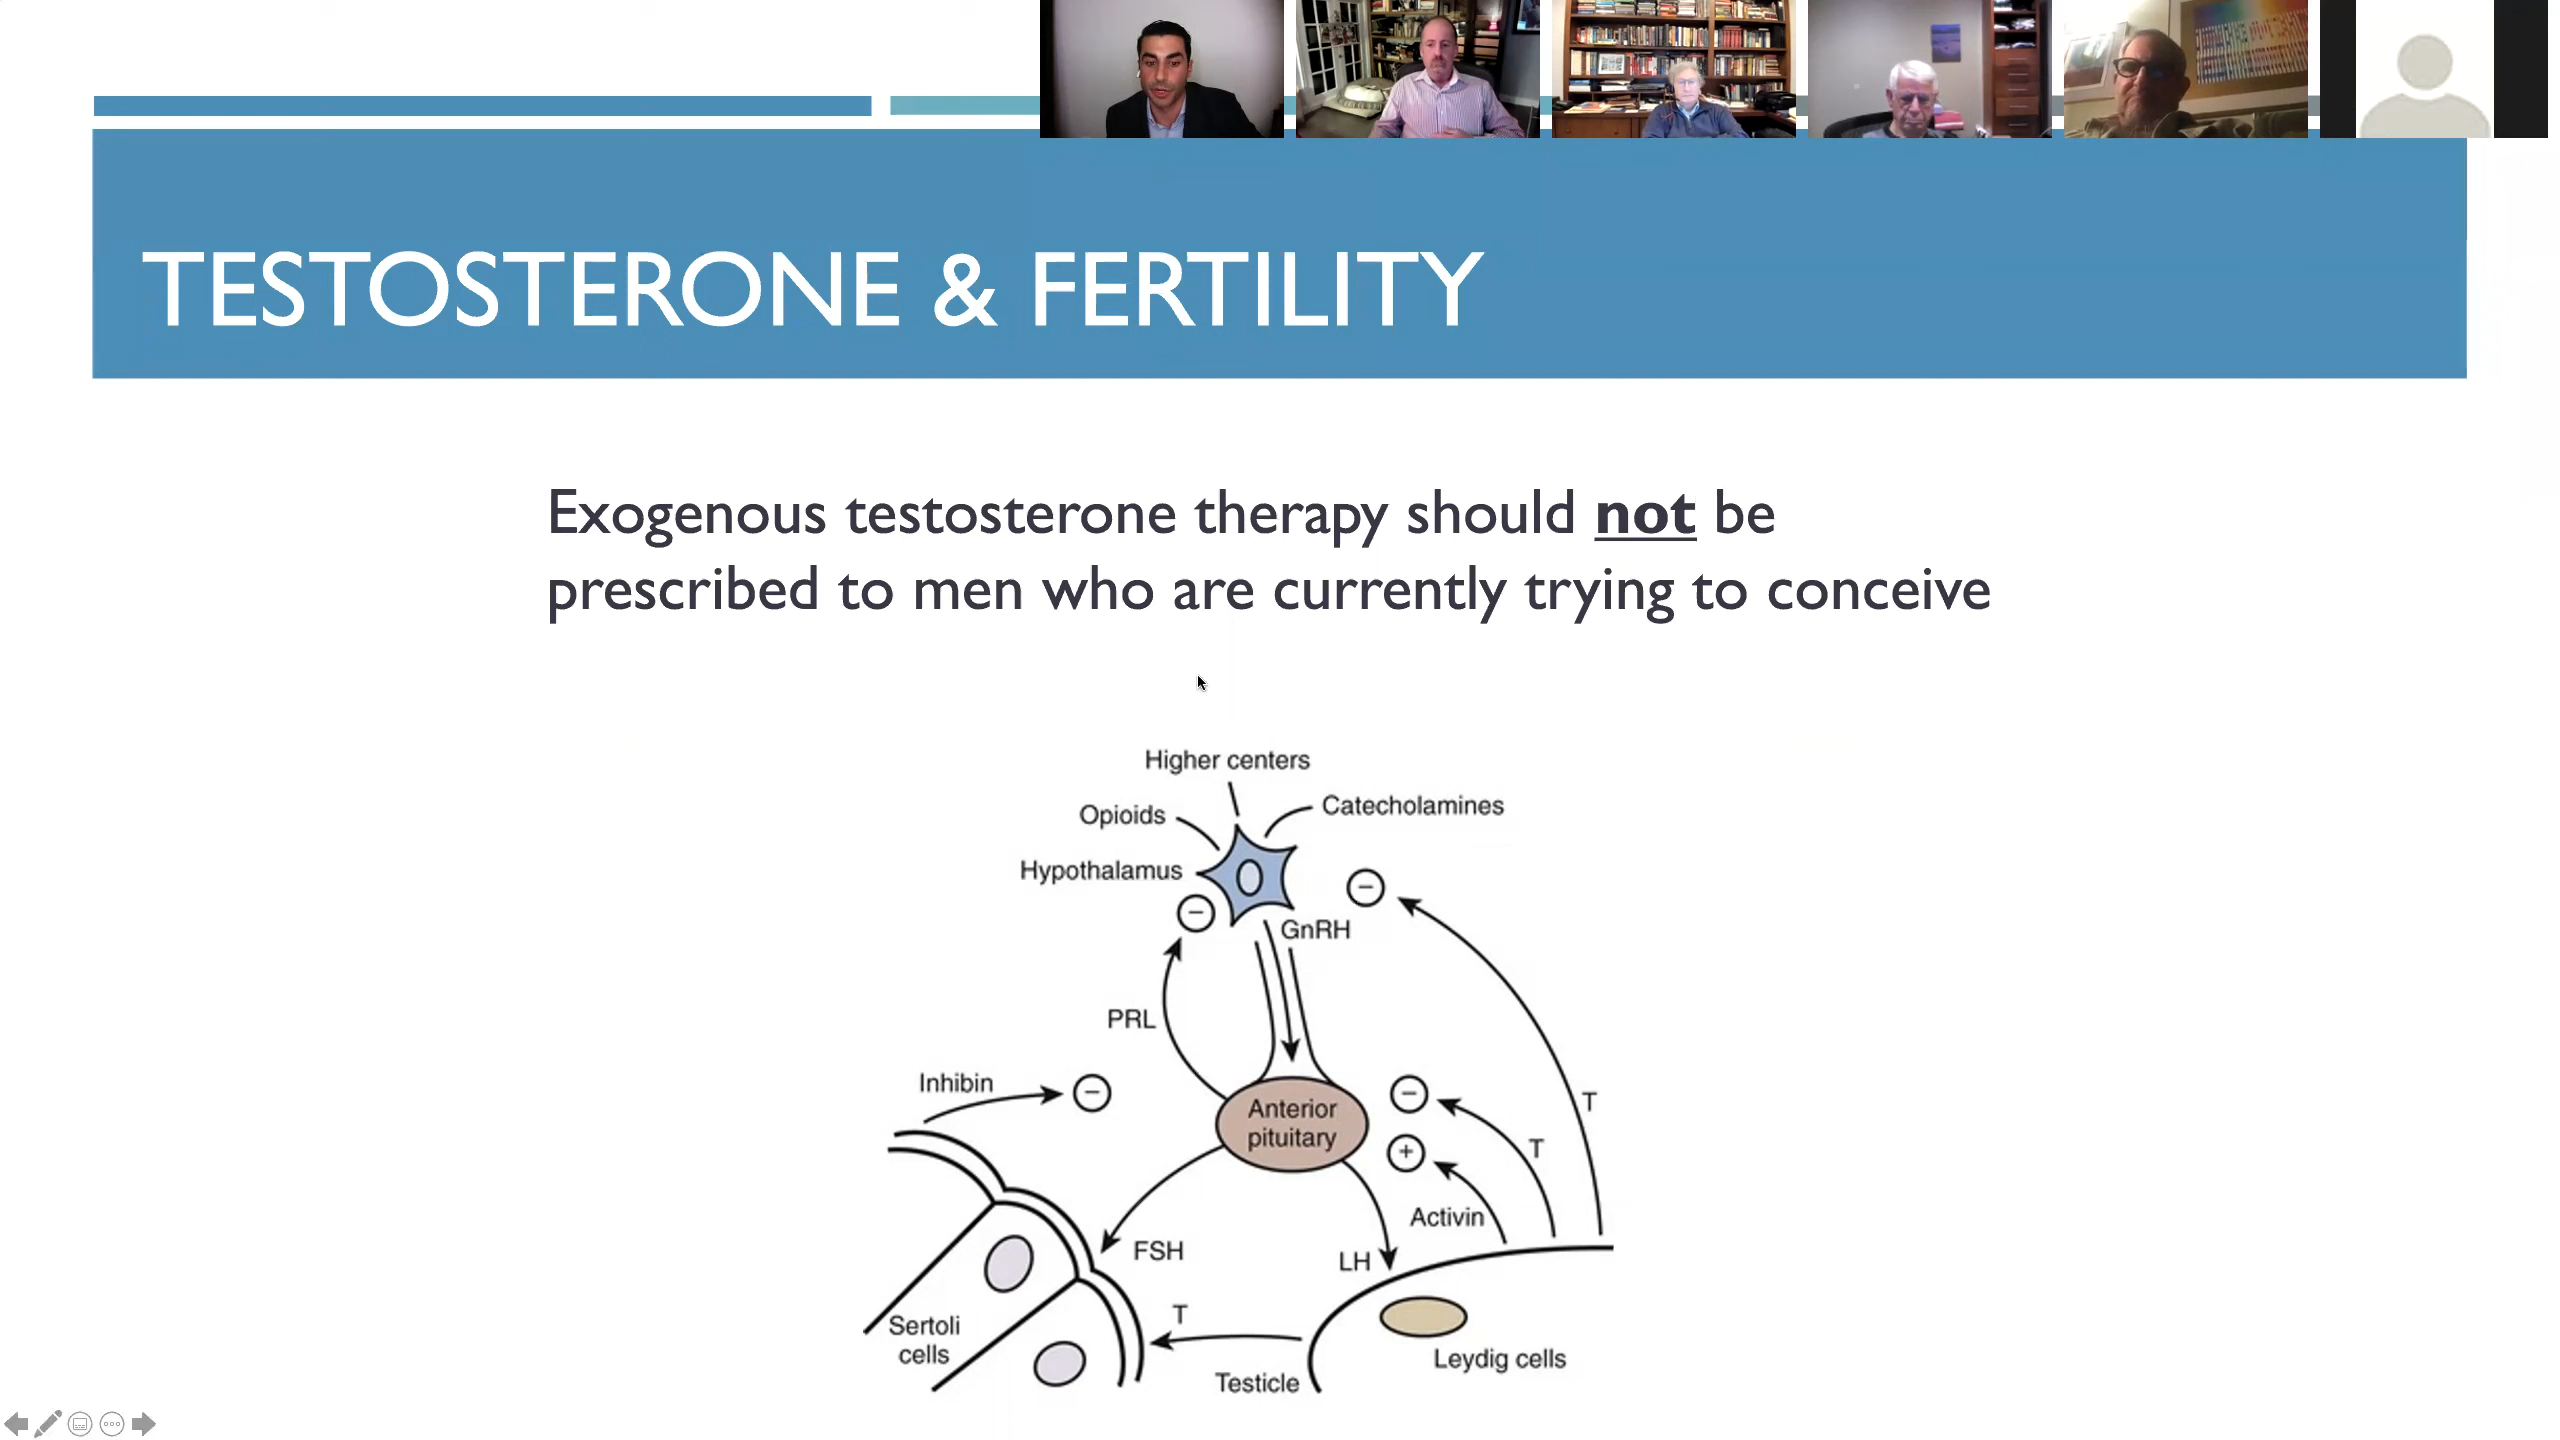 TESTOSTERONE & FERTILITY
Exogenous testosterone therapy should not be
prescribed to men who are currently trying to conceive
Higher centers
Opioids
Catecholamines
Hypothalamus
−
−
GnRH
PRL
Inhibin
−
Anterior
pituitary
−
+
T
T
Activin
FSH
LH
T
Sertoli
cells
Leydig cells
Testicle